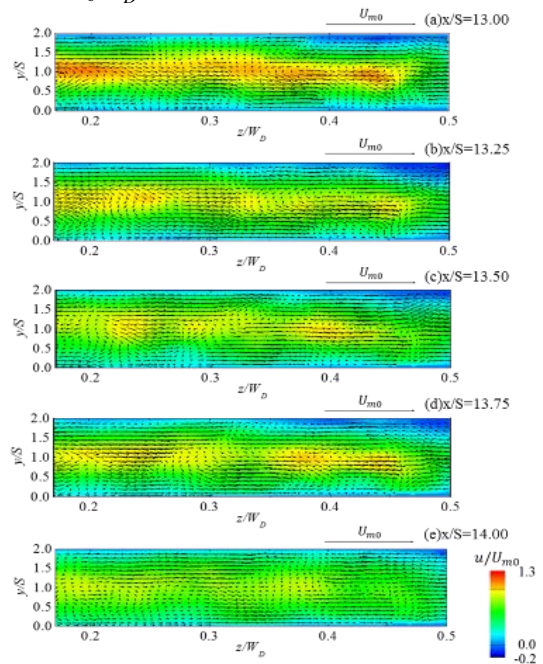 D
U_m0 (a)x/S=13.00
2.0
1.5
1.0
0.5
0.0
y/S
0.2 0.3 0.4 0.5
z/W_D
U_m0 (b)x/S=13.25
2.0
1.5
1.0
0.5
0.0
y/S
0.2 0.3 0.4 0.5
z/W_D
U_m0 (c)x/S=13.50
2.0
1.5
1.0
0.5
0.0
y/S
0.2 0.3 0.4 0.5
z/W_D
U_m0 (d)x/S=13.75
2.0
1.5
1.0
0.5
0.0
y/S
0.2 0.3 0.4 0.5
z/W_D
U_m0 (e)x/S=14.00
2.0
1.5
1.0
0.5
0.0
y/S
0.2 0.3 0.4 0.5
z/W_D
u/U_m0
1.3
0.0
-0.2